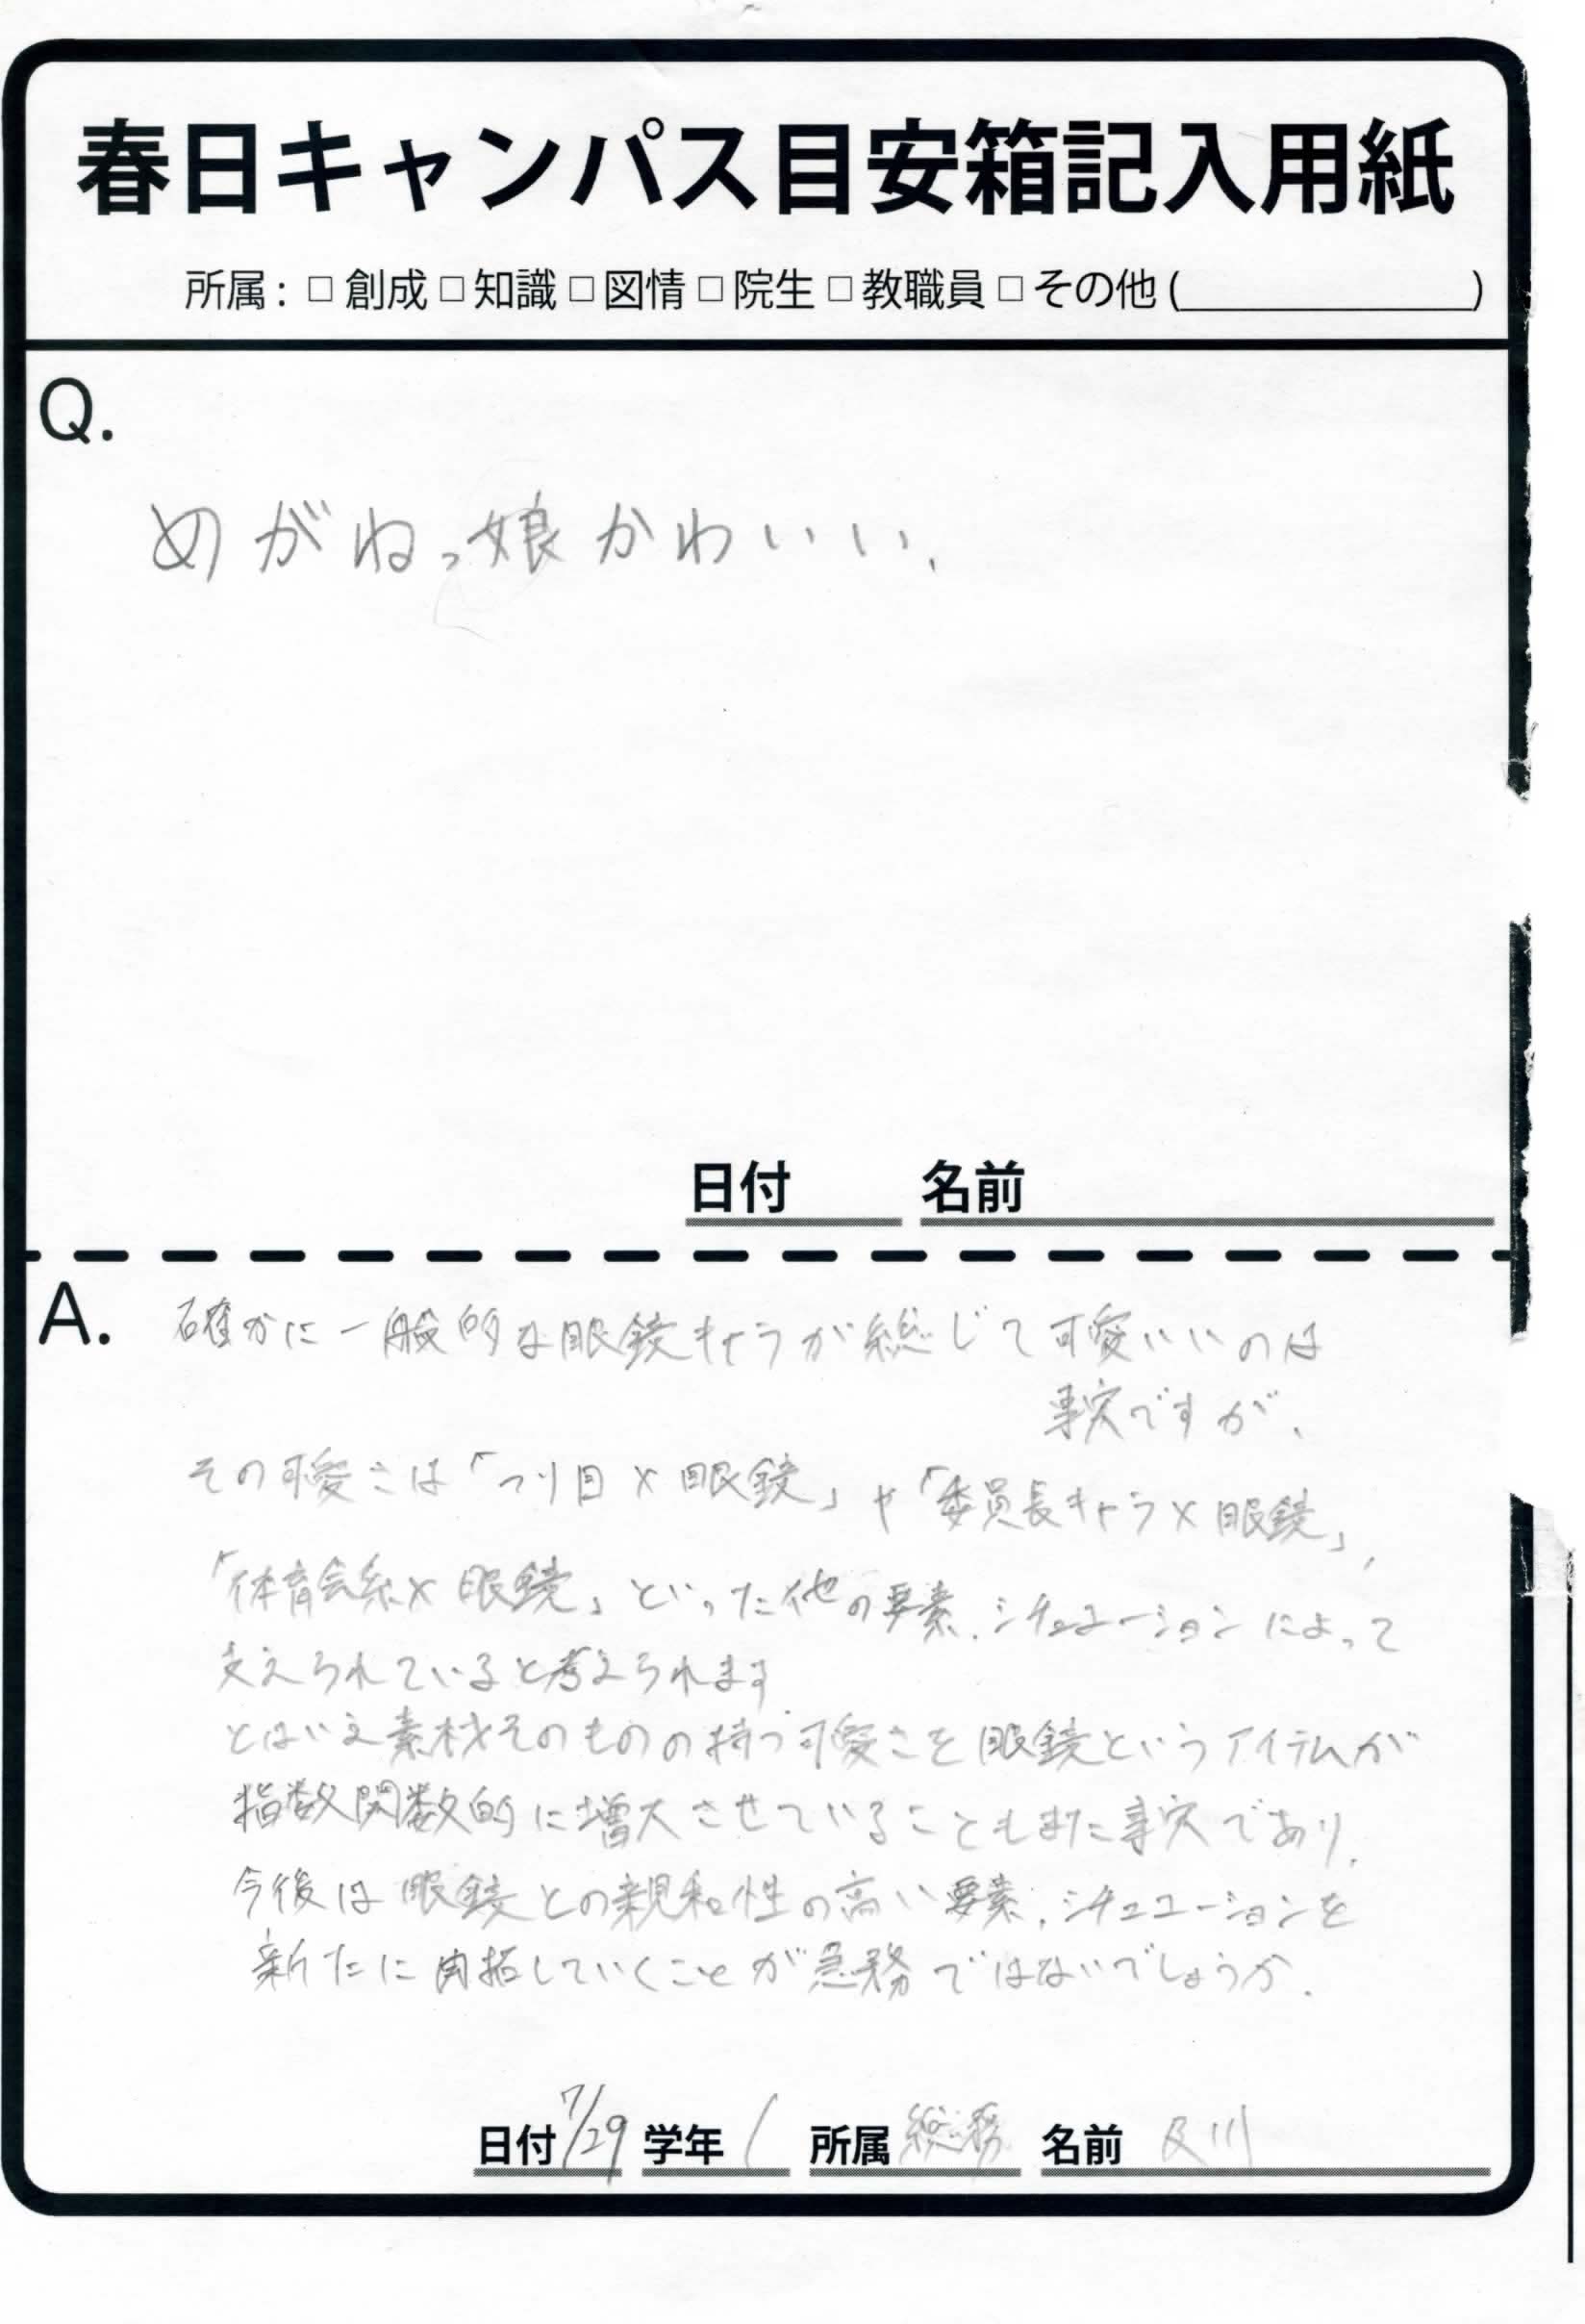 春日キャンパス目安箱記入用紙
所属: □ 創成 □ 知識 □ 図情 □ 院生 □ 教職員 □ その他 (            )
Q.
めがねっ娘かわいい、
日付 名前
A. 確かに一般的な眼鏡キャラが総じて可愛いいのは
事実ですが、
その可愛さは「つり目×眼鏡」や「委員長キャラ×眼鏡」、
「体育会系×眼鏡」といった他の要素、シチュエーションによって
支えられていると考えられます
とはいえ素材そのものの持つ可愛さを眼鏡というアイテムが
指数関数的に増大させていることもまた事実であり、
今後は眼鏡との親和性の高い要素、シチュエーションを
新たに開拓していくことが急務ではないでしょうか.
日付 7/29 学年 1 所属 総務 名前 及川